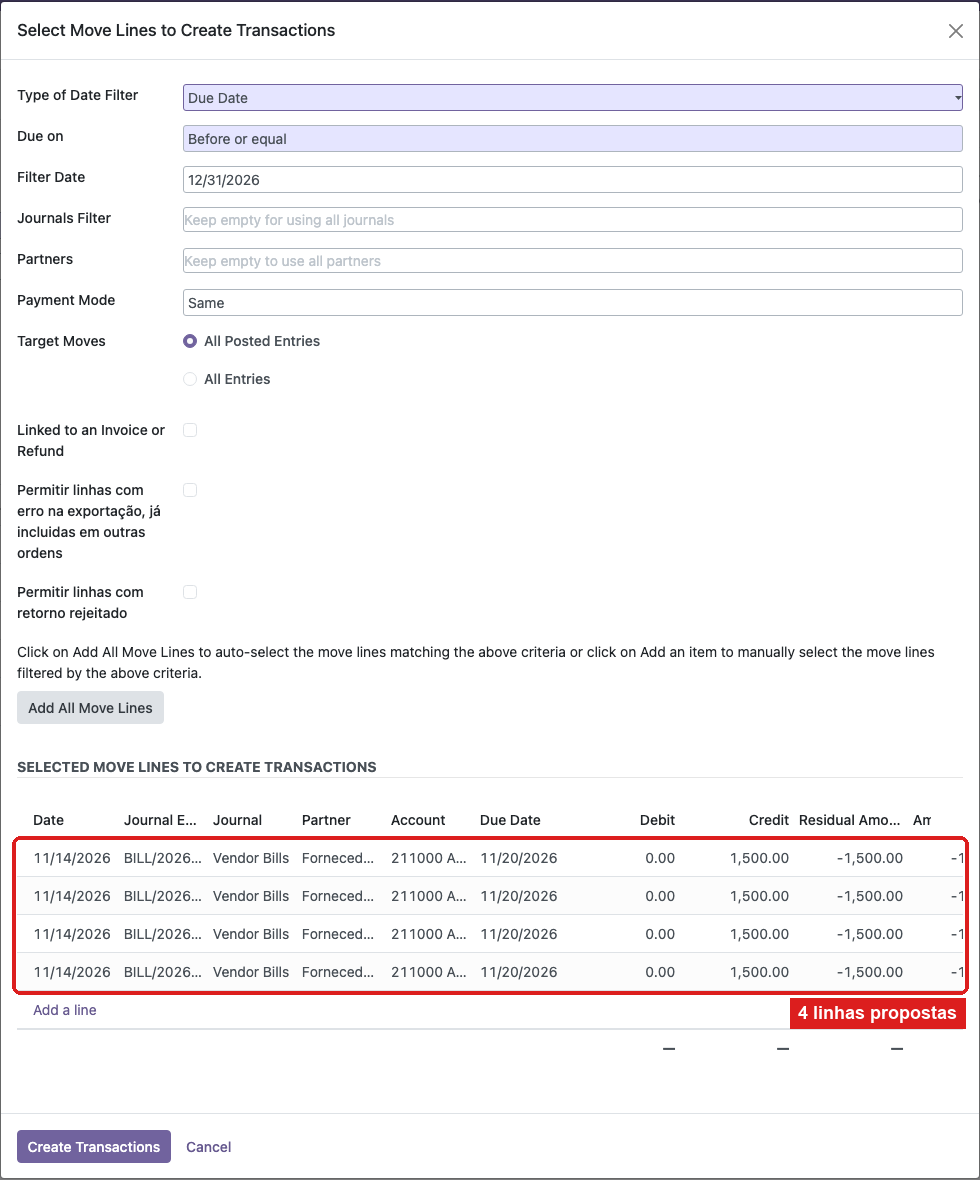 Select Move Lines to Create Transactions
Type of Date Filter
Due Date
Due on
Before or equal
Filter Date
12/31/2026
Journals Filter
Keep empty for using all journals
Partners
Keep empty to use all partners
Payment Mode
Same
Target Moves
All Posted Entries
All Entries
Linked to an Invoice or
Refund
Permitir linhas com
erro na exportação, já
incluidas em outras
ordens
Permitir linhas com
retorno rejeitado
Click on Add All Move Lines to auto-select the move lines matching the above criteria or click on Add an item to manually select the move lines
filtered by the above criteria.
Add All Move Lines
SELECTED MOVE LINES TO CREATE TRANSACTIONS
Date Journal E... Journal Partner Account Due Date Debit Credit Residual Amo... Am
11/14/2026 BILL/2026... Vendor Bills Forneced... 211000 A... 11/20/2026 0.00 1,500.00 -1,500.00 -1
11/14/2026 BILL/2026... Vendor Bills Forneced... 211000 A... 11/20/2026 0.00 1,500.00 -1,500.00 -1
11/14/2026 BILL/2026... Vendor Bills Forneced... 211000 A... 11/20/2026 0.00 1,500.00 -1,500.00 -1
11/14/2026 BILL/2026... Vendor Bills Forneced... 211000 A... 11/20/2026 0.00 1,500.00 -1,500.00 -1
Add a line
4 linhas propostas
— — —
Create Transactions Cancel